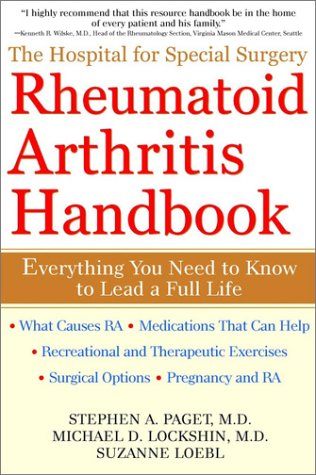 "I highly recommend that this resource handbook be in the home
of every patient and his family."
—Kenneth R. Wilske, M.D., Head of the Rheumatology Section, Virginia Mason Medical Center, Seattle
The Hospital for Special Surgery
Rheumatoid
Arthritis
Handbook
Everything You Need to Know
to Lead a Full Life
• What Causes RA • Medications That Can Help
• Recreational and Therapeutic Exercises
• Surgical Options • Pregnancy and RA
STEPHEN A. PAGET, M.D.
MICHAEL D. LOCKSHIN, M.D.
SUZANNE LOEBL